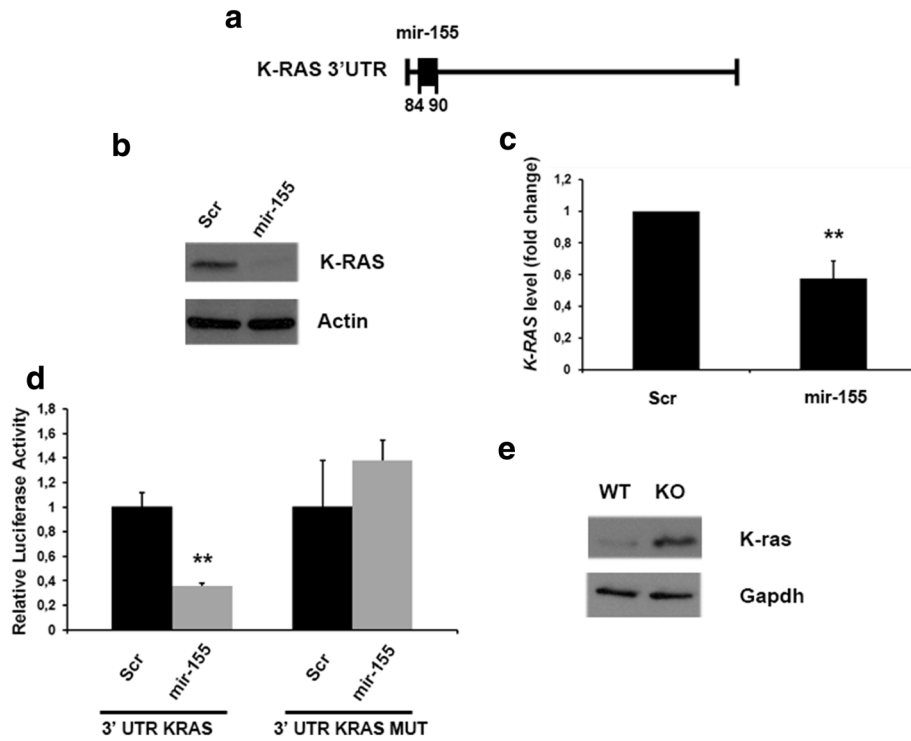 a
mir-155
K-RAS 3'UTR
84 90
b
Scr
mir-155
K-RAS
Actin
c
K-RAS level (fold change)
1,2
1
0,8
0,6
0,4
0,2
0
**
Scr
mir-155
d
Relative Luciferase Activity
1,8
1,6
1,4
1,2
1
0,8
0,6
0,4
0,2
0
**
Scr
mir-155
Scr
mir-155
3' UTR KRAS
3' UTR KRAS MUT
e
WT KO
K-ras
Gapdh